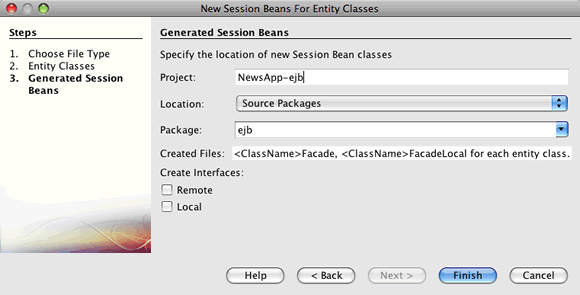 New Session Beans For Entity Classes
Steps
1. Choose File Type
2. Entity Classes
3. Generated Session
Beans
Generated Session Beans
Specify the location of new Session Bean classes
Project: NewsApp-ejb
Location: Source Packages
Package: ejb
Created Files: <ClassName>Facade, <ClassName>FacadeLocal for each entity class.
Create Interfaces:
Remote
Local
Help < Back Next > Finish Cancel